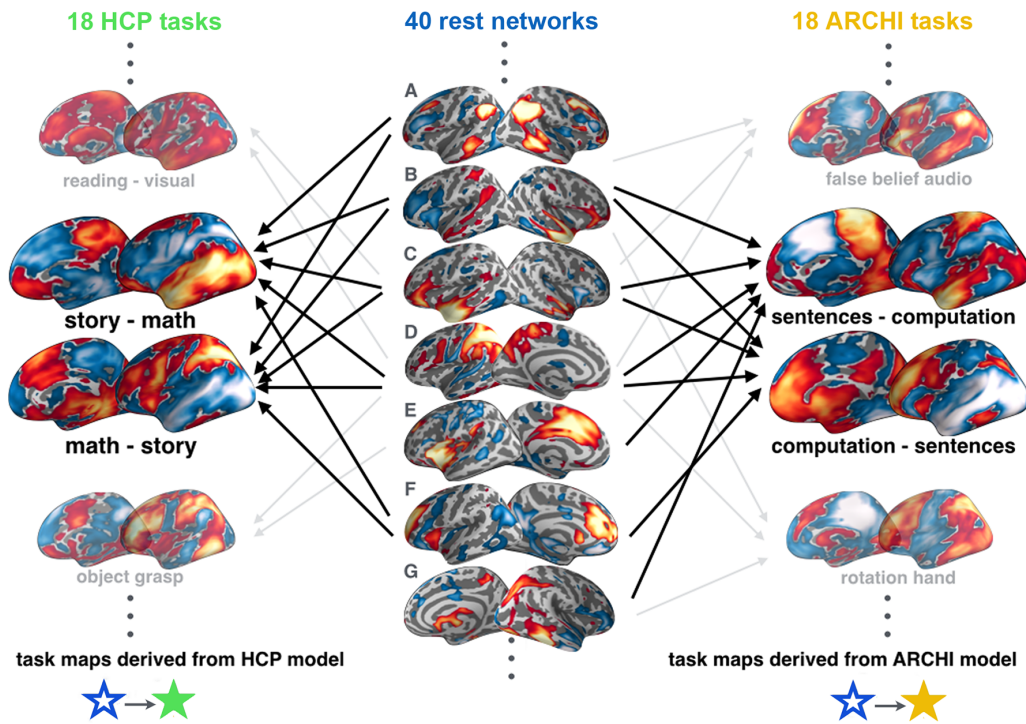 18 HCP tasks
40 rest networks
18 ARCHI tasks
A
reading - visual
false belief audio
B
C
story - math
sentences - computation
D
math - story
computation - sentences
E
F
object grasp
rotation hand
G
task maps derived from HCP model
task maps derived from ARCHI model